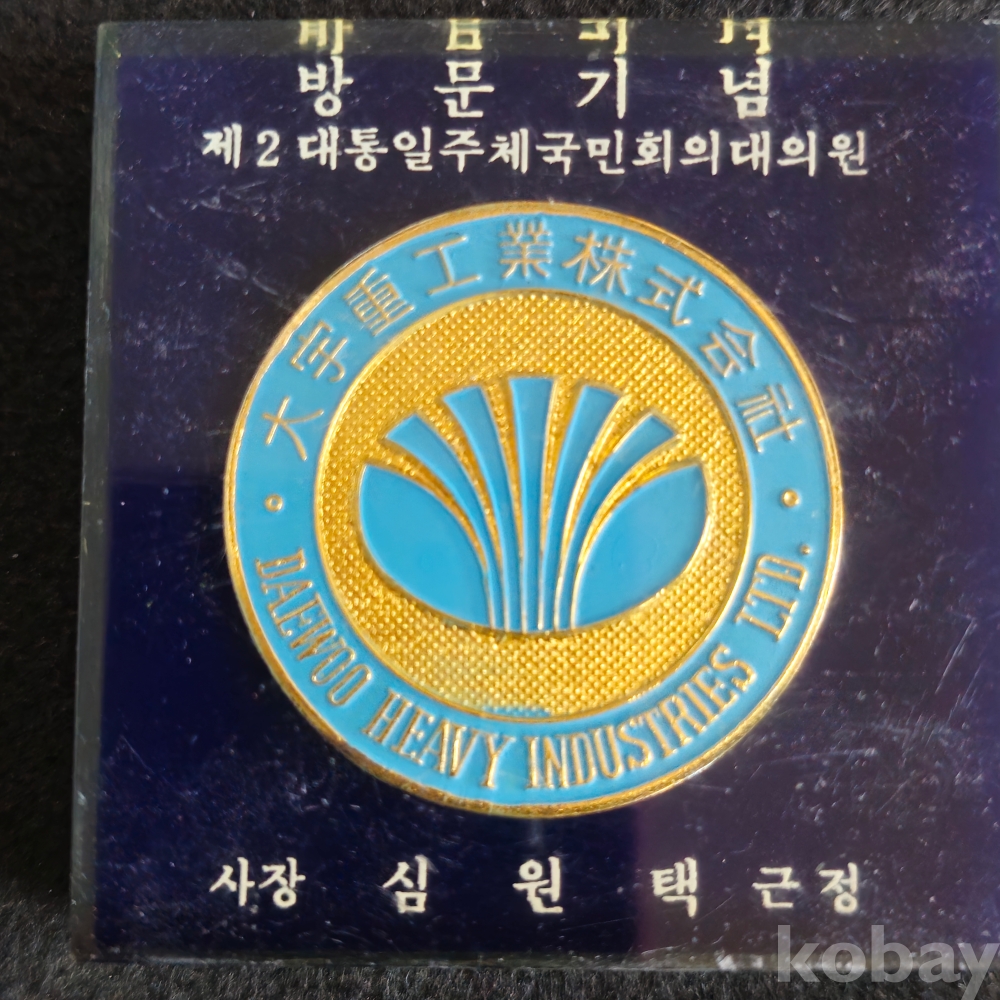 방문기념
제2대통일주체국민회의대의원
大宇重工業株式会社
DAEWOO HEAVY INDUSTRIES LTD.
사장 심원택 근정
kobay